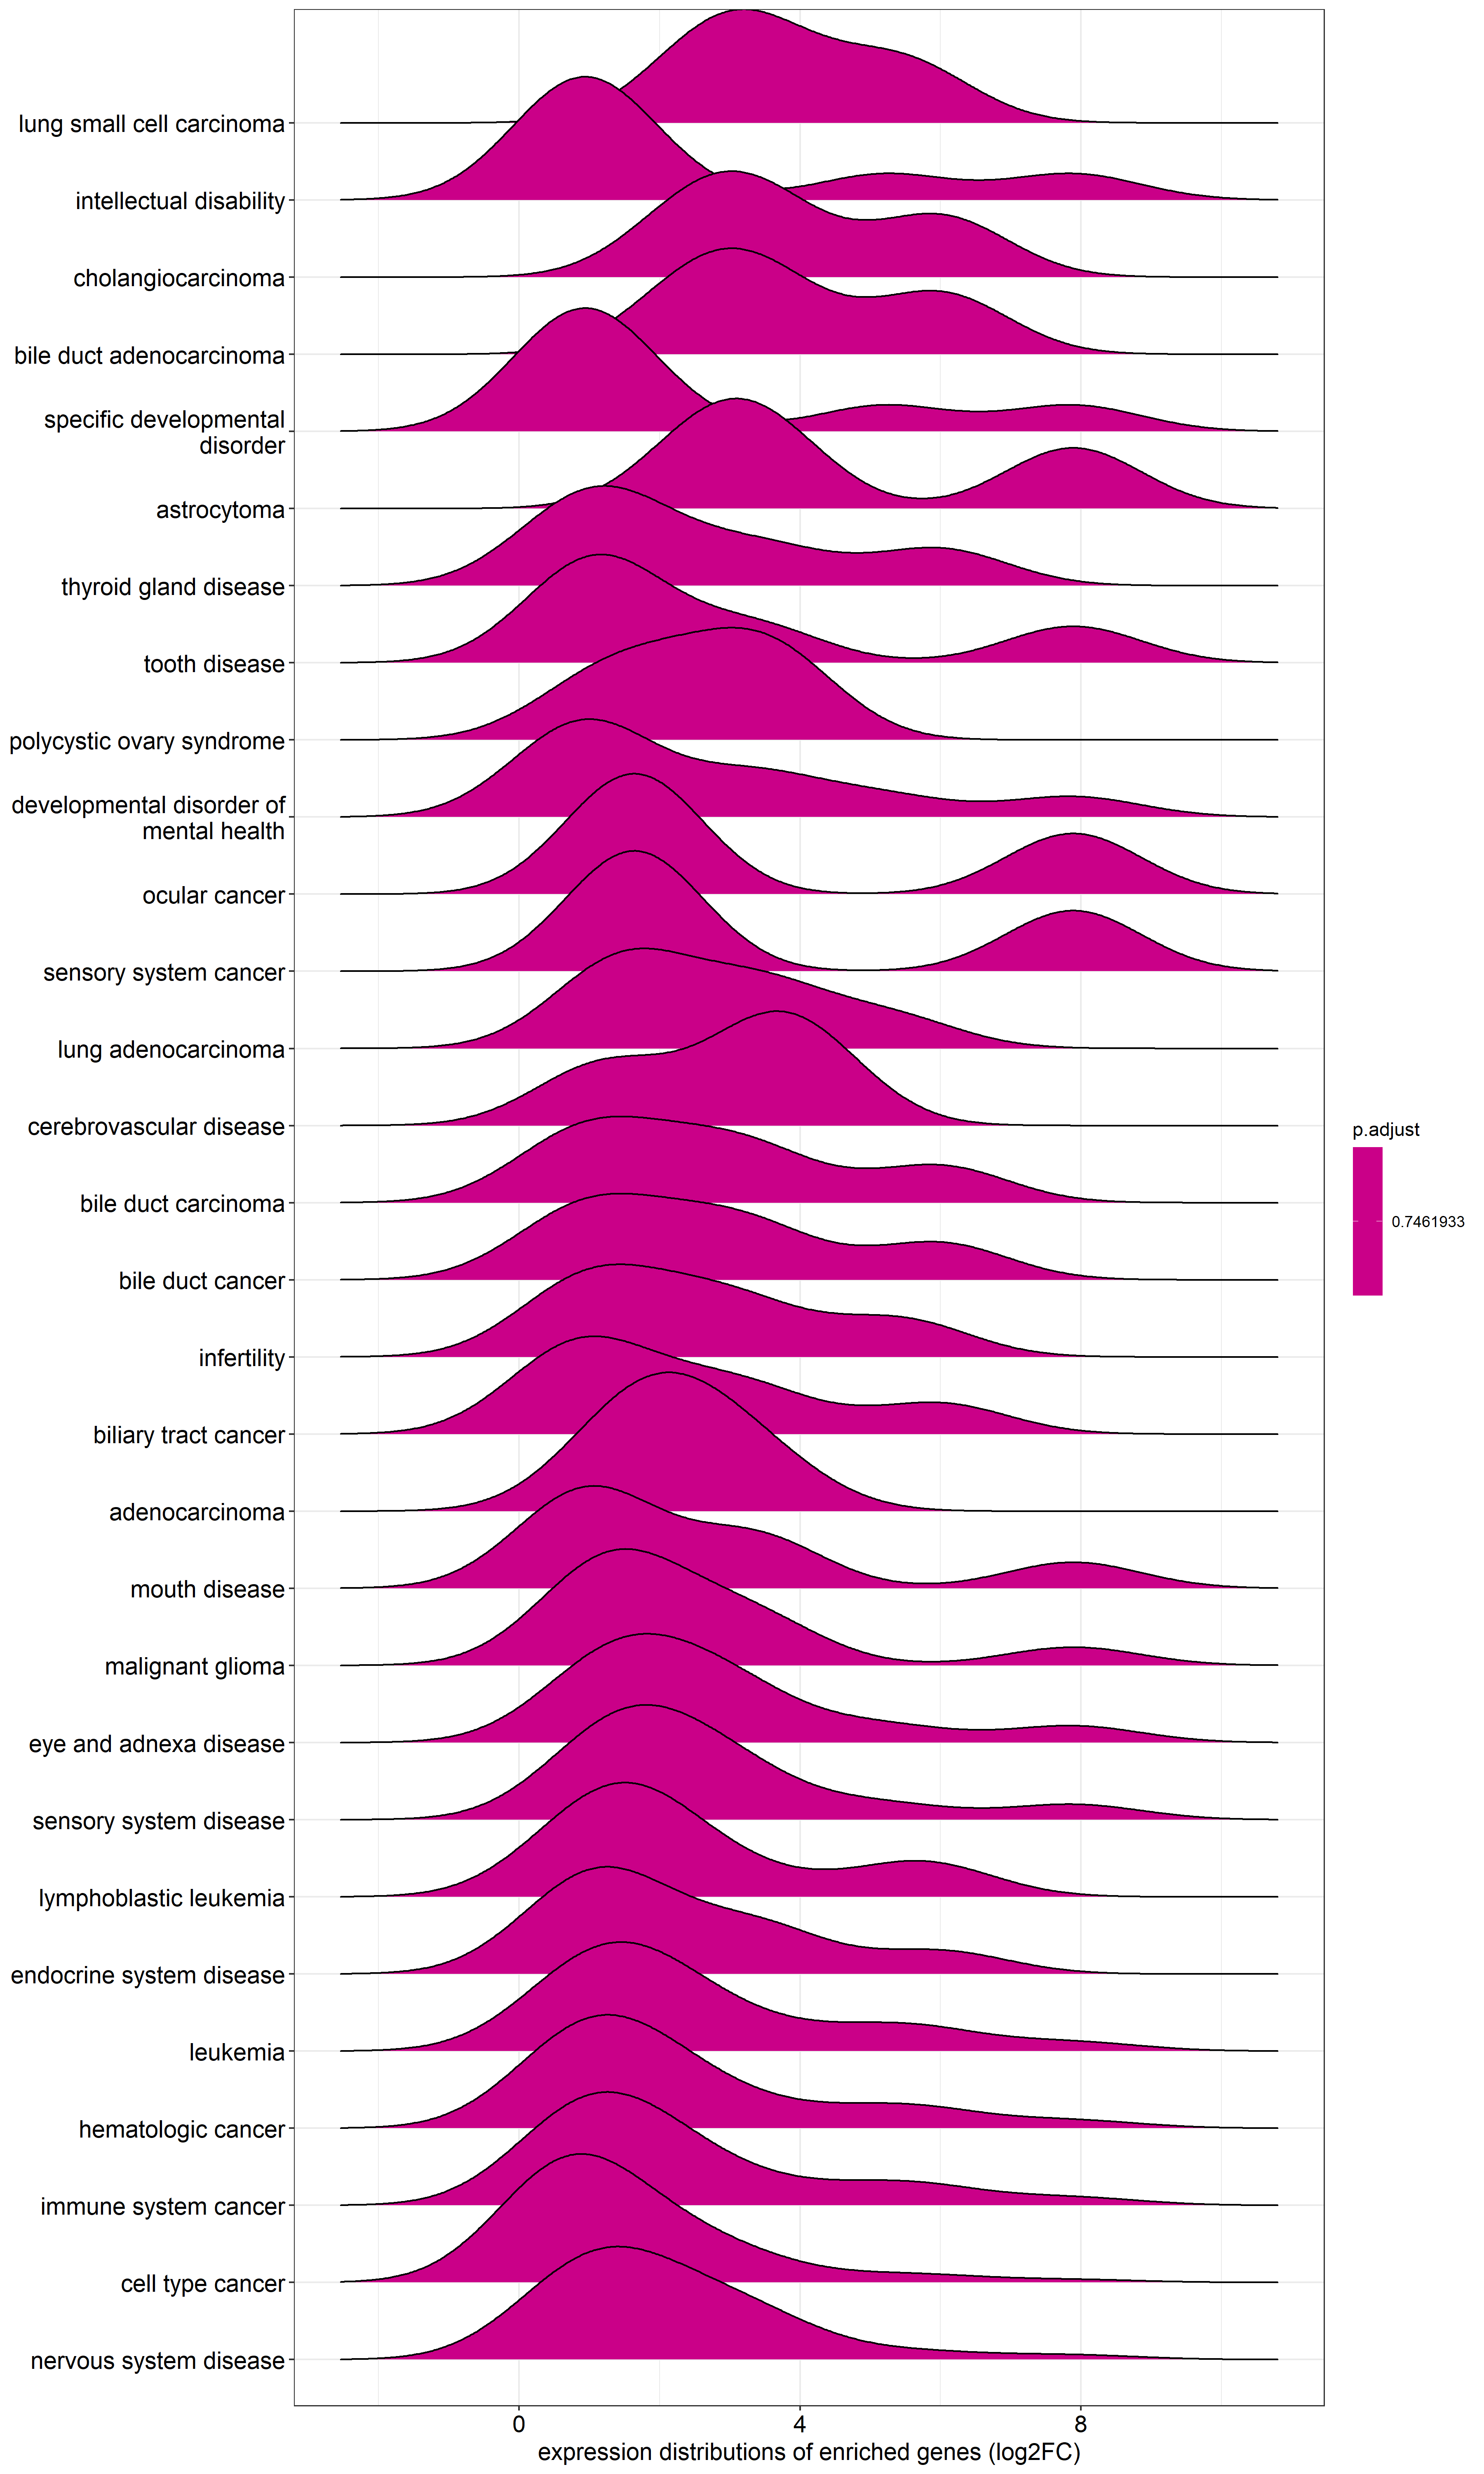 lung small cell carcinoma
intellectual disability
cholangiocarcinoma
bile duct adenocarcinoma
specific developmental
disorder
astrocytoma
thyroid gland disease
tooth disease
polycystic ovary syndrome
developmental disorder of
mental health
ocular cancer
sensory system cancer
lung adenocarcinoma
cerebrovascular disease
bile duct carcinoma
bile duct cancer
infertility
biliary tract cancer
adenocarcinoma
mouth disease
malignant glioma
eye and adnexa disease
sensory system disease
lymphoblastic leukemia
endocrine system disease
leukemia
hematologic cancer
immune system cancer
cell type cancer
nervous system disease
0 4 8
expression distributions of enriched genes (log2FC)
p.adjust
0.7461933